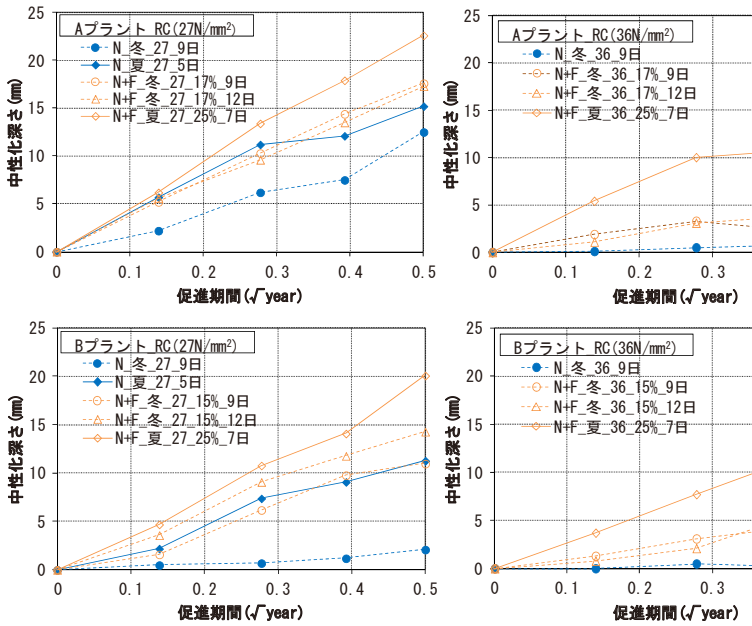 Aプラント RC(27N/mm²)
N_冬_27_9日
N_夏_27_5日
N+F_冬_27_17%_9日
N+F_冬_27_17%_12日
N+F_夏_27_25%_7日
中性化深さ(㎜)
25
20
15
10
5
0
0
0.1
0.2
0.3
0.4
0.5
促進期間(√year)
Aプラント RC(36N/mm²)
N_冬_36_9日
N+F_冬_36_17%_9日
N+F_冬_36_17%_12日
N+F_夏_36_25%_7日
中性化深さ(㎜)
25
20
15
10
5
0
0
0.1
0.2
0.3
促進期間(√year)
Bプラント RC(27N/mm²)
N_冬_27_9日
N_夏_27_5日
N+F_冬_27_15%_9日
N+F_冬_27_15%_12日
N+F_夏_27_25%_7日
中性化深さ(㎜)
25
20
15
10
5
0
0
0.1
0.2
0.3
0.4
0.5
促進期間(√year)
Bプラント RC(36N/mm²)
N_冬_36_9日
N+F_冬_36_15%_9日
N+F_冬_36_15%_12日
N+F_夏_36_25%_7日
中性化深さ(㎜)
25
20
15
10
5
0
0
0.1
0.2
0.3
促進期間(√year)